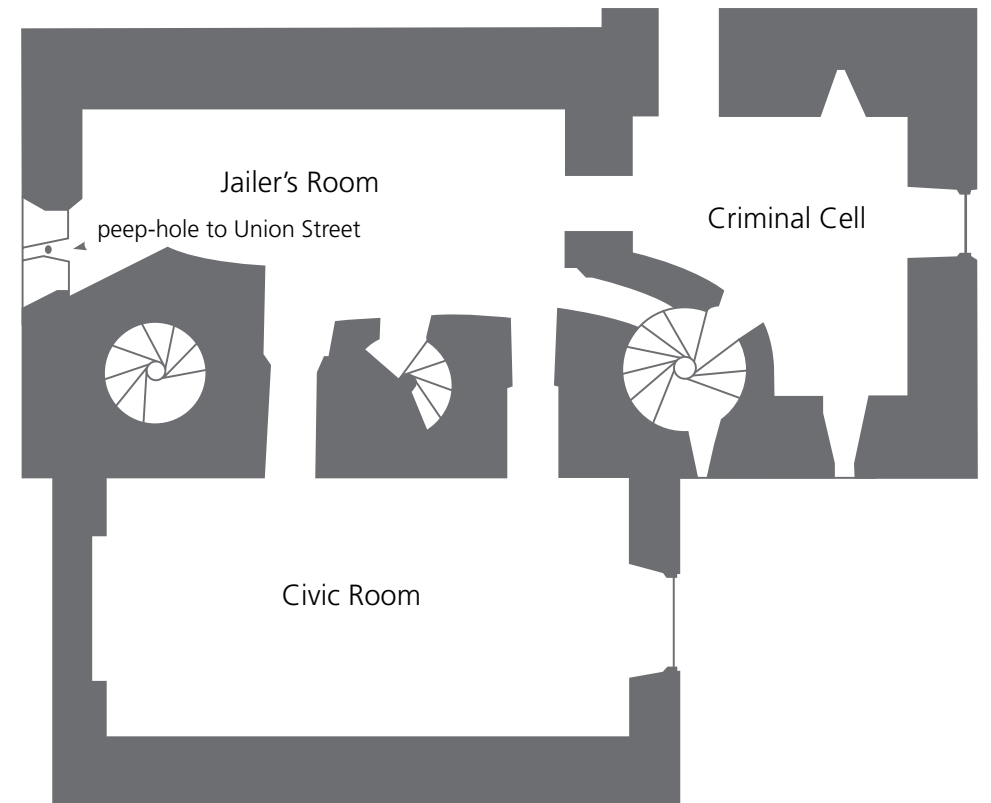 Jailer’s Room
peep-hole to Union Street
Criminal Cell
Civic Room